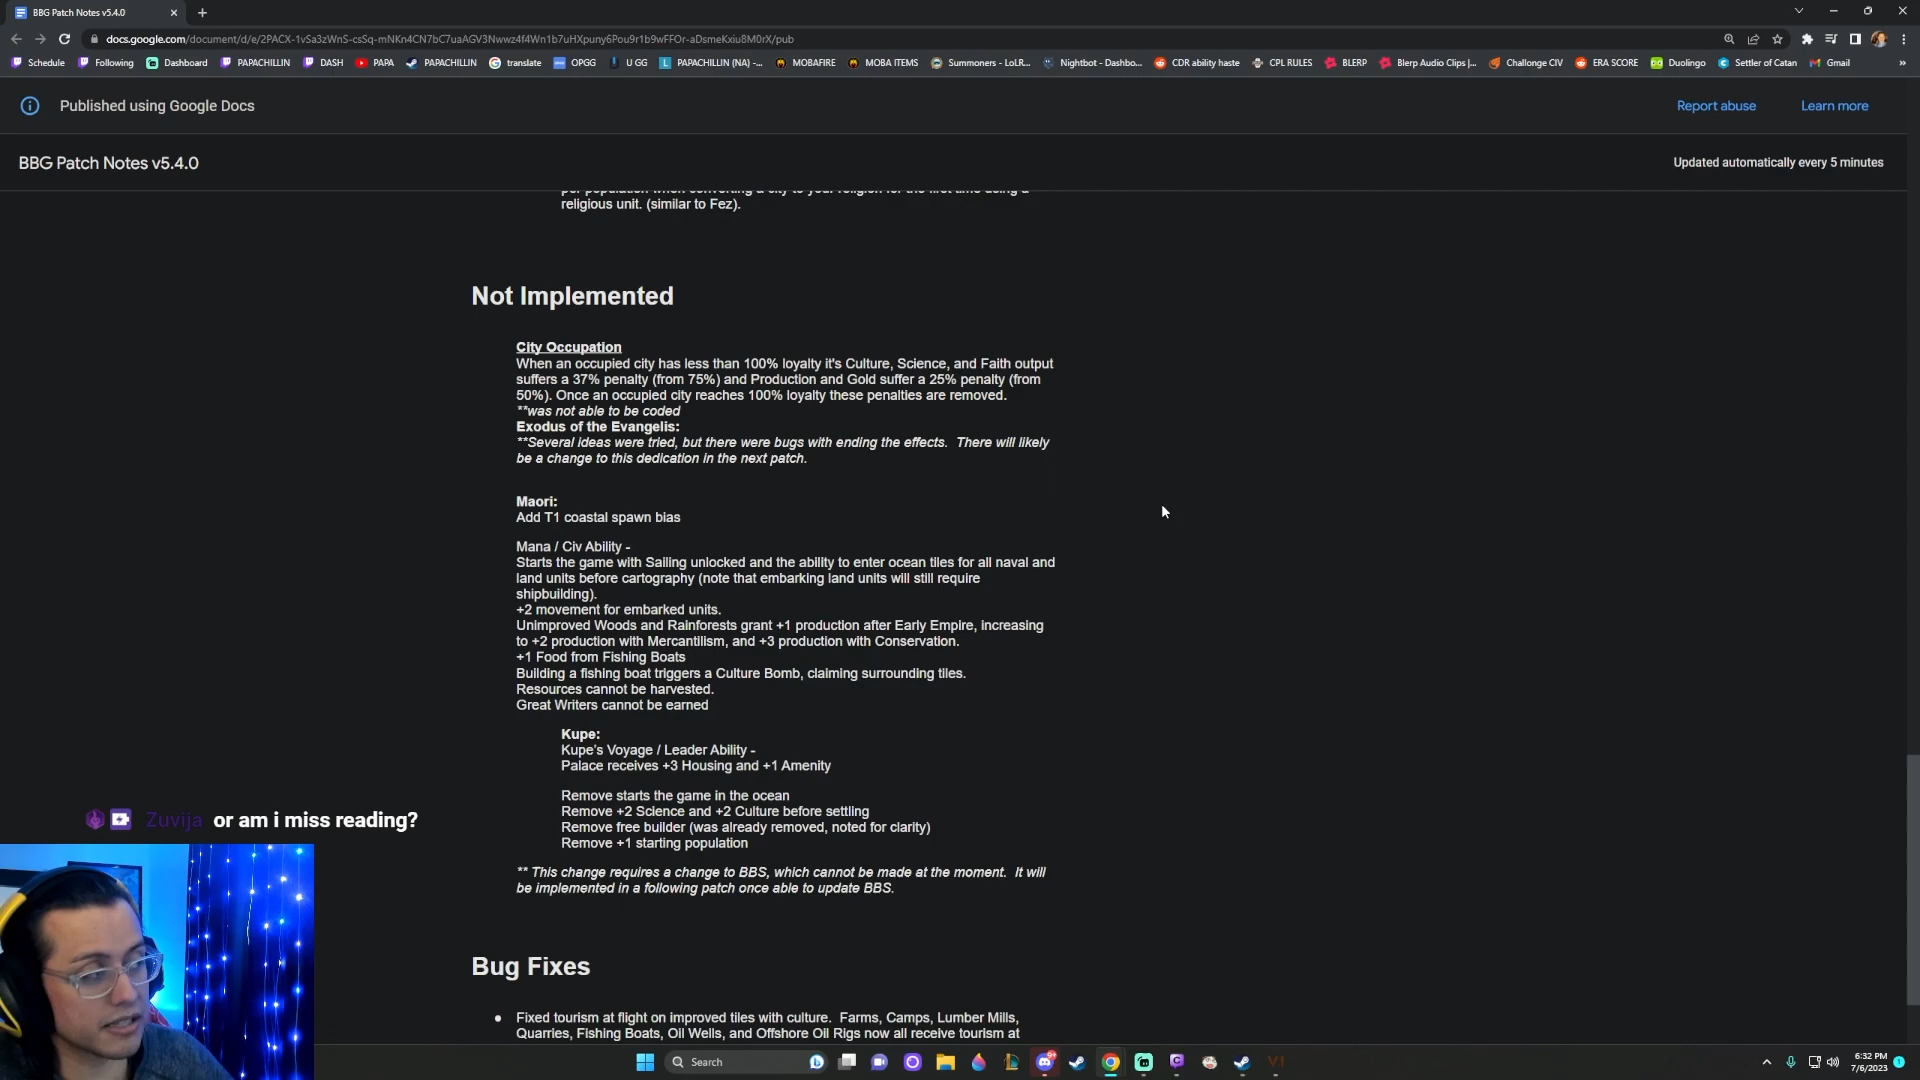 BBG Patch Notes v5.4.0
docs.google.com/document/d/e/2PACX-1vSa3zWnS-csSq-mNKn4CN7bC7uaAGV3Nwwz4f4Wn1b7uHXpuny6Pou9r1b9wFFOr-aDsmeKxiu8M0rX/pub
Schedule Following Dashboard PAPACHILLIN DASH PAPA PAPACHILLIN translate OPGG U GG PAPACHILLIN (NA) -... MOBAFIRE MOBA ITEMS Summoners - LoLR... Nightbot - Dashbo... CDR ability haste CPL RULES BLERP Blerp Audio Clips |... Challonge CIV ERA SCORE Duolingo Settler of Catan Gmail »
Published using Google Docs
Report abuse Learn more
BBG Patch Notes v5.4.0
Updated automatically every 5 minutes
per population when converting a city to your religion for the first time using a
religious unit. (similar to Fez).
Not Implemented
City Occupation
When an occupied city has less than 100% loyalty it's Culture, Science, and Faith output
suffers a 37% penalty (from 75%) and Production and Gold suffer a 25% penalty (from
50%). Once an occupied city reaches 100% loyalty these penalties are removed.
**was not able to be coded
Exodus of the Evangelis:
**Several ideas were tried, but there were bugs with ending the effects. There will likely
be a change to this dedication in the next patch.
Maori:
Add T1 coastal spawn bias
Mana / Civ Ability -
Starts the game with Sailing unlocked and the ability to enter ocean tiles for all naval and
land units before cartography (note that embarking land units will still require
shipbuilding).
+2 movement for embarked units.
Unimproved Woods and Rainforests grant +1 production after Early Empire, increasing
to +2 production with Mercantilism, and +3 production with Conservation.
+1 Food from Fishing Boats
Building a fishing boat triggers a Culture Bomb, claiming surrounding tiles.
Resources cannot be harvested.
Great Writers cannot be earned
Kupe:
Kupe's Voyage / Leader Ability -
Palace receives +3 Housing and +1 Amenity
Remove starts the game in the ocean
Remove +2 Science and +2 Culture before settling
Remove free builder (was already removed, noted for clarity)
Remove +1 starting population
** This change requires a change to BBS, which cannot be made at the moment. It will
be implemented in a following patch once able to update BBS.
Zuvija or am i miss reading?
Bug Fixes
• Fixed tourism at flight on improved tiles with culture. Farms, Camps, Lumber Mills,
Quarries, Fishing Boats, Oil Wells, and Offshore Oil Rigs now all receive tourism at
Search
6:32 PM
7/6/2023